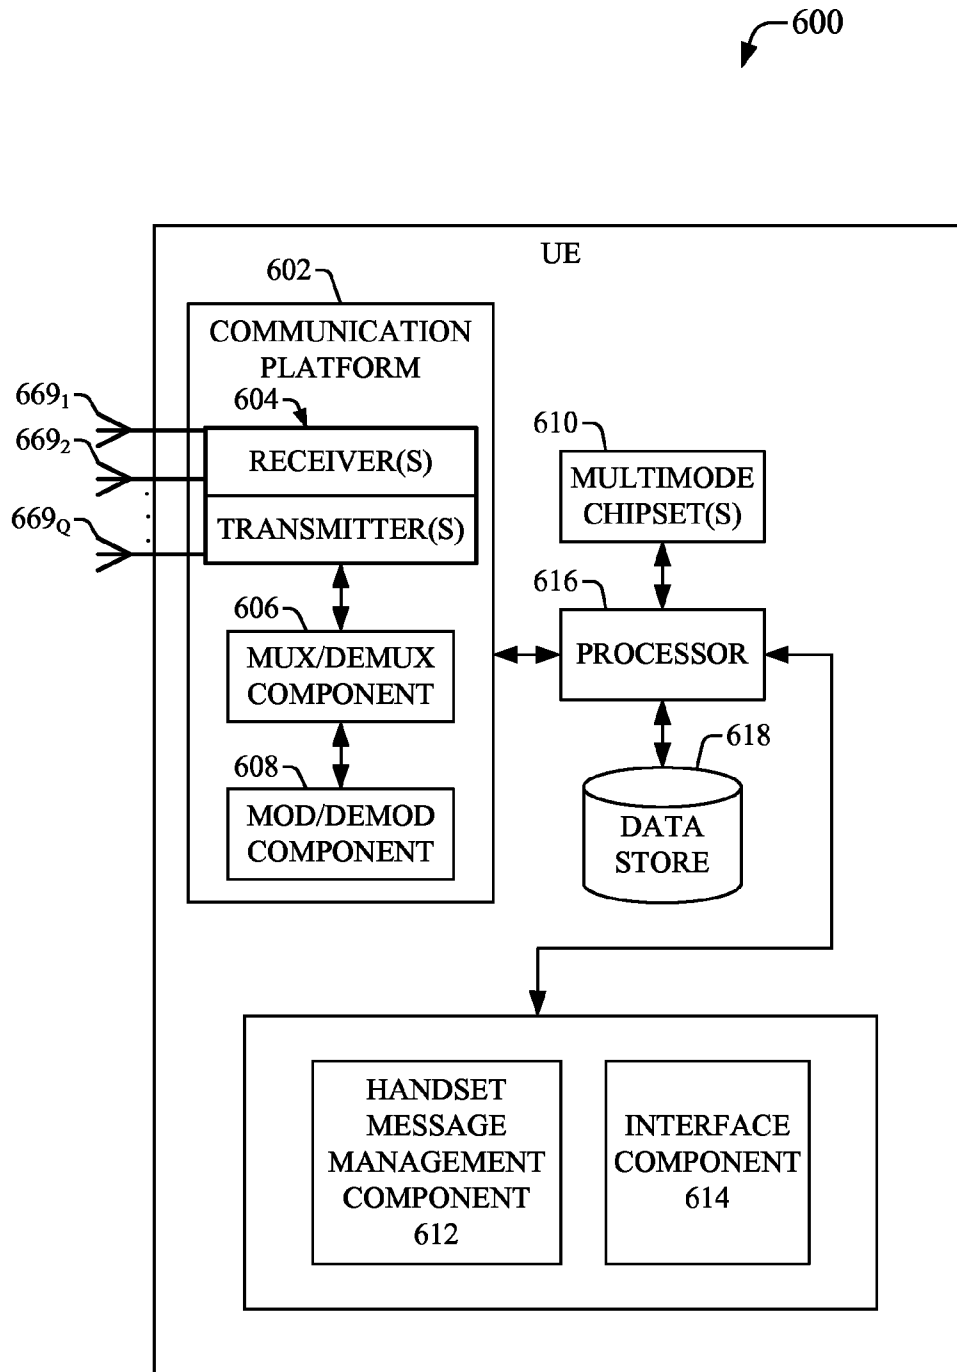 600
UE
602
COMMUNICATION
PLATFORM
604
669₁
RECEIVER(S)
669₂
TRANSMITTER(S)
669Q
606
MUX/DEMUX
COMPONENT
608
MOD/DEMOD
COMPONENT
610
MULTIMODE
CHIPSET(S)
616
PROCESSOR
618
DATA
STORE
HANDSET
MESSAGE
MANAGEMENT
COMPONENT
612
INTERFACE
COMPONENT
614